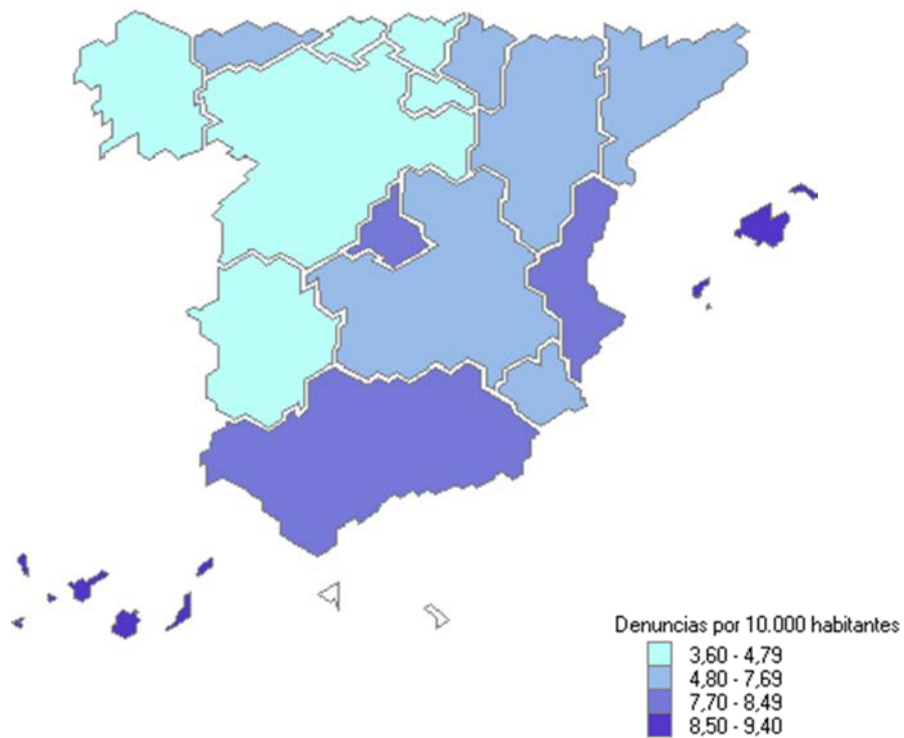 Denuncias por 10.000 habitantes
3,60 - 4,79
4,80 - 7,69
7,70 - 8,49
8,50 - 9,40